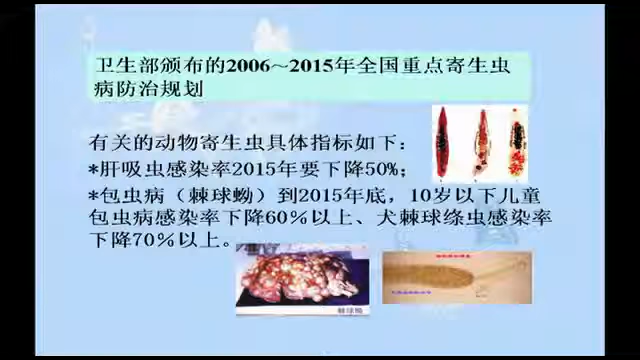 卫生部颁布的2006～2015年全国重点寄生虫
病防治规划
有关的动物寄生虫具体指标如下：
*肝吸虫感染率2015年要下降50%；
*包虫病（棘球蚴）到2015年底，10岁以下儿童
包虫病感染率下降60％以上、犬棘球绦虫感染率
下降70％以上。
棘球蚴